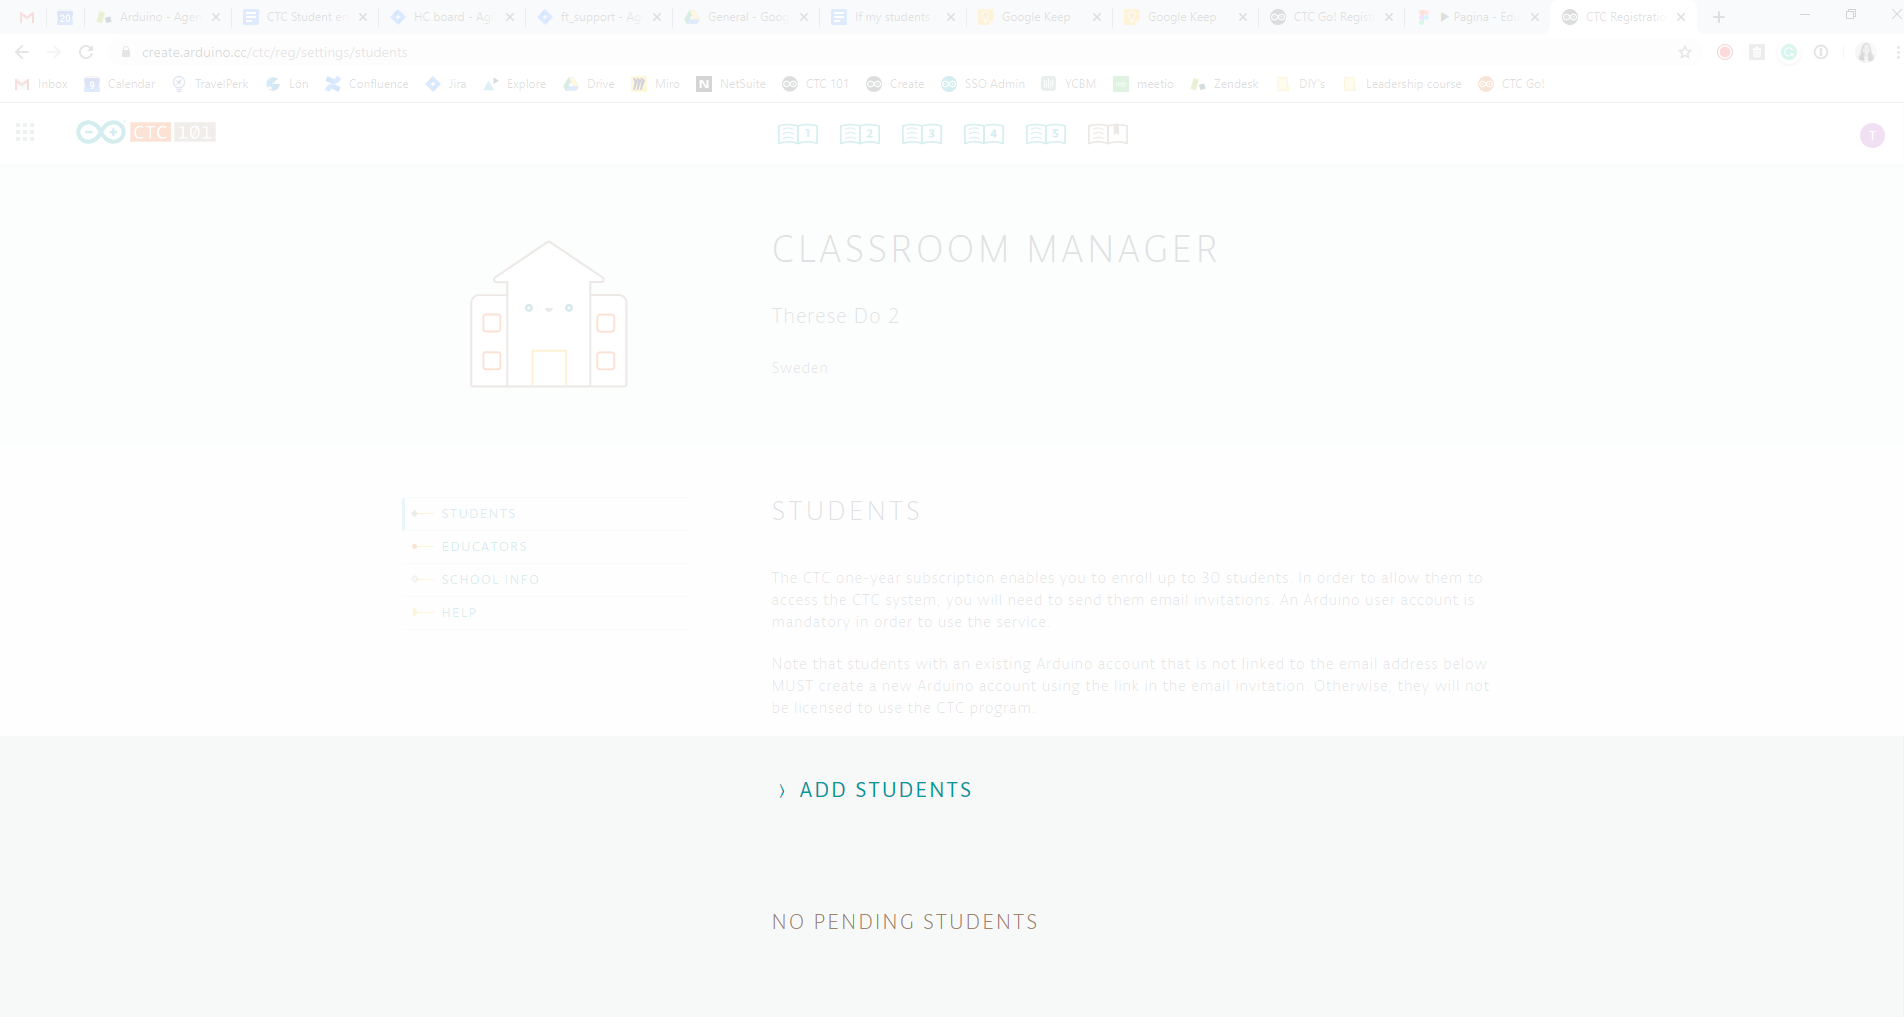 Arduino - Agen
CTC Student en
HC board - Agi
ft_support - Ag
General - Goog
If my students
Google Keep
Google Keep
CTC Go! Regist
Pagina - Edu
CTC Registratio
create.arduino.cc/ctc/reg/settings/students
Inbox
Calendar
TravelPerk
Lön
Confluence
Jira
Explore
Drive
Miro
NetSuite
CTC 101
Create
SSO Admin
YCBM
meetio
Zendesk
DIY's
Leadership course
CTC Go!
CTC 101
1
2
3
4
5
T
CLASSROOM MANAGER
Therese Do 2
Sweden
STUDENTS
EDUCATORS
SCHOOL INFO
HELP
STUDENTS
The CTC one-year subscription enables you to enroll up to 30 students. In order to allow them to
access the CTC system, you will need to send them email invitations. An Arduino user account is
mandatory in order to use the service.
Note that students with an existing Arduino account that is not linked to the email address below
MUST create a new Arduino account using the link in the email invitation. Otherwise, they will not
be licensed to use the CTC program.
ADD STUDENTS
NO PENDING STUDENTS